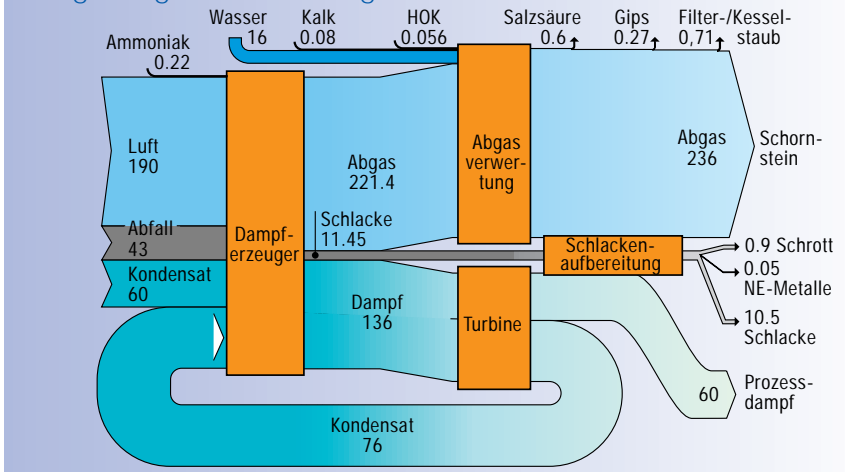 Wasser
16
Kalk
0.08
HOK
0.056
Salzsäure
0.6
Gips
0.27
Filter-/Kessel-
staub
0,71
Ammoniak
0.22
Luft
190
Abgas
221.4
Abgas
verwer-
tung
Abgas
236
Schorn-
stein
Abfall
43
Dampf-
erzeuger
Schlacke
11.45
Schlacken-
aufbereitung
0.9 Schrott
0.05
NE-Metalle
10.5
Schlacke
Kondensat
60
Dampf
136
Turbine
60
Prozess-
dampf
Kondensat
76